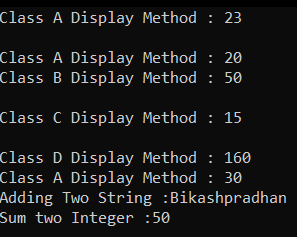 Class A Display Method : 23
Class A Display Method : 20
Class B Display Method : 50
Class C Display Method : 15
Class D Display Method : 160
Class A Display Method : 30
Adding Two String :Bikashpradhan
Sum two Integer :50